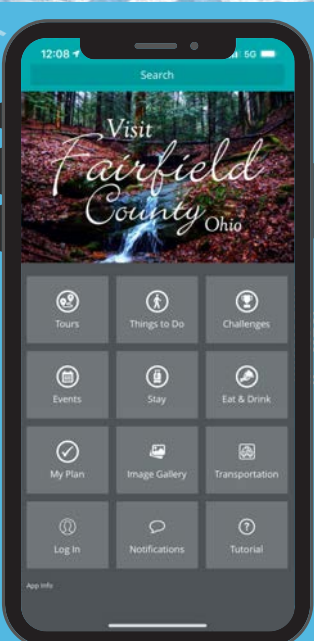 12:08
5G
Search
Visit
Fairfield
County Ohio
Tours Things to Do Challenges
Events Stay Eat & Drink
My Plan Image Gallery Transportation
Log In Notifications Tutorial
App Info